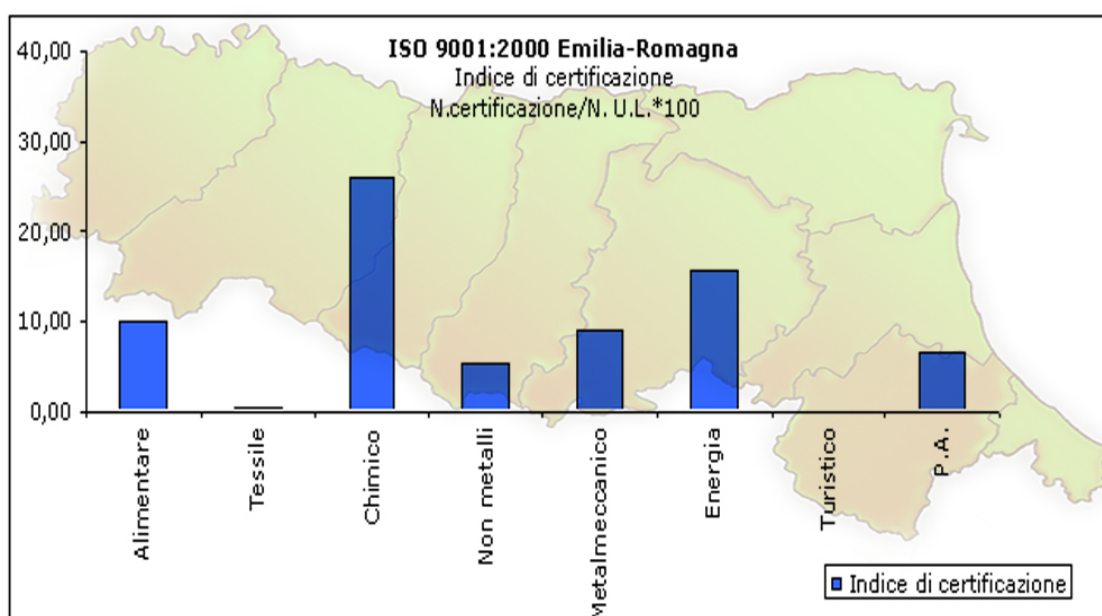 ISO 9001:2000 Emilia-Romagna
Indice di certificazione
N.certificazione/N. U.L.*100
40,00
30,00
20,00
10,00
0,00
Alimentare
Tessile
Chimico
Non metalli
Metalmeccanico
Energia
Turistico
P.A.
Indice di certificazione